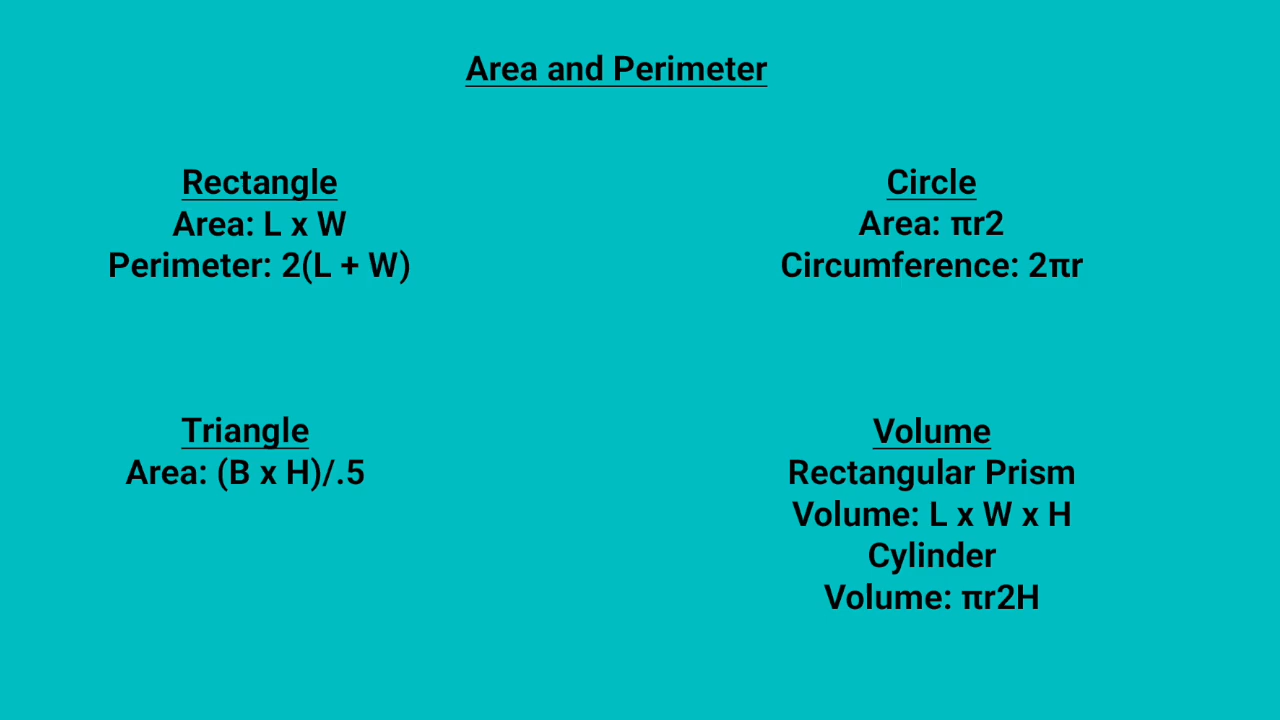 Area and Perimeter
Rectangle
Area: L x W
Perimeter: 2(L + W)
Circle
Area: πr2
Circumference: 2πr
Triangle
Area: (B x H)/.5
Volume
Rectangular Prism
Volume: L x W x H
Cylinder
Volume: πr2H